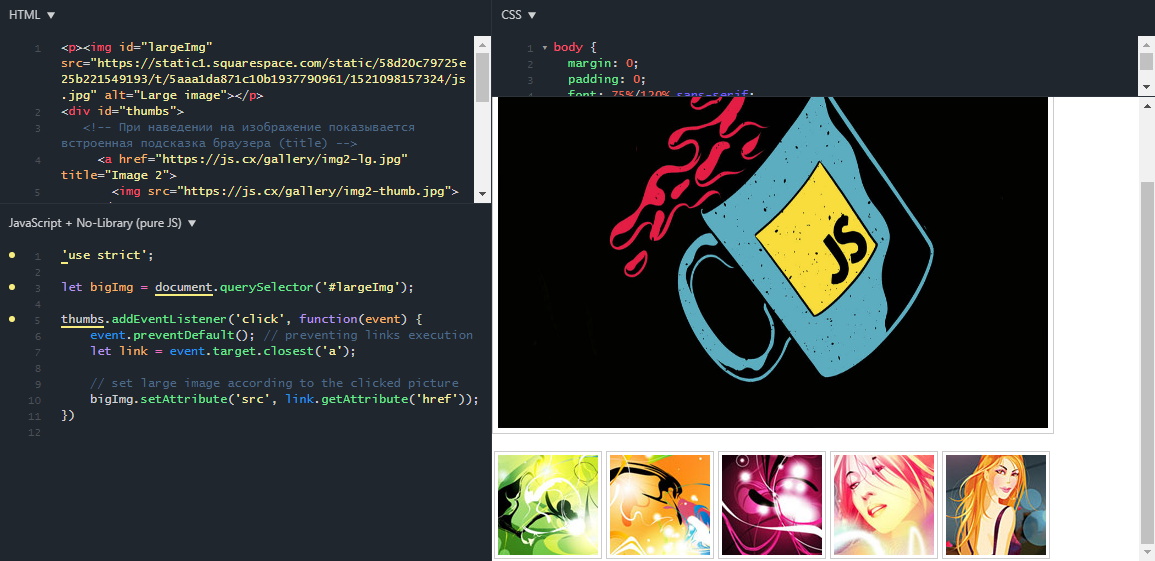 HTML ▼
1 <p><img id="largeImg"
src="https://static1.squarespace.com/static/58d20c79725e
25b221549193/t/5aaa1da871c10b1937790961/1521098157324/js
.jpg" alt="Large image"></p>
2 <div id="thumbs">
3 <!-- При наведении на изображение показывается
встроенная подсказка браузера (title) -->
4 <a href="https://js.cx/gallery/img2-lg.jpg"
title="Image 2">
5 <img src="https://js.cx/gallery/img2-thumb.jpg">
CSS ▼
1 body {
2 margin: 0;
3 padding: 0;
4 font: 75%/120% sans-serif;
JavaScript + No-Library (pure JS) ▼
1 'use strict';
2
3 let bigImg = document.querySelector('#largeImg');
4
5 thumbs.addEventListener('click', function(event) {
6 event.preventDefault(); // preventing links execution
7 let link = event.target.closest('a');
8
9 // set large image according to the clicked picture
10 bigImg.setAttribute('src', link.getAttribute('href'));
11 })
12
JS